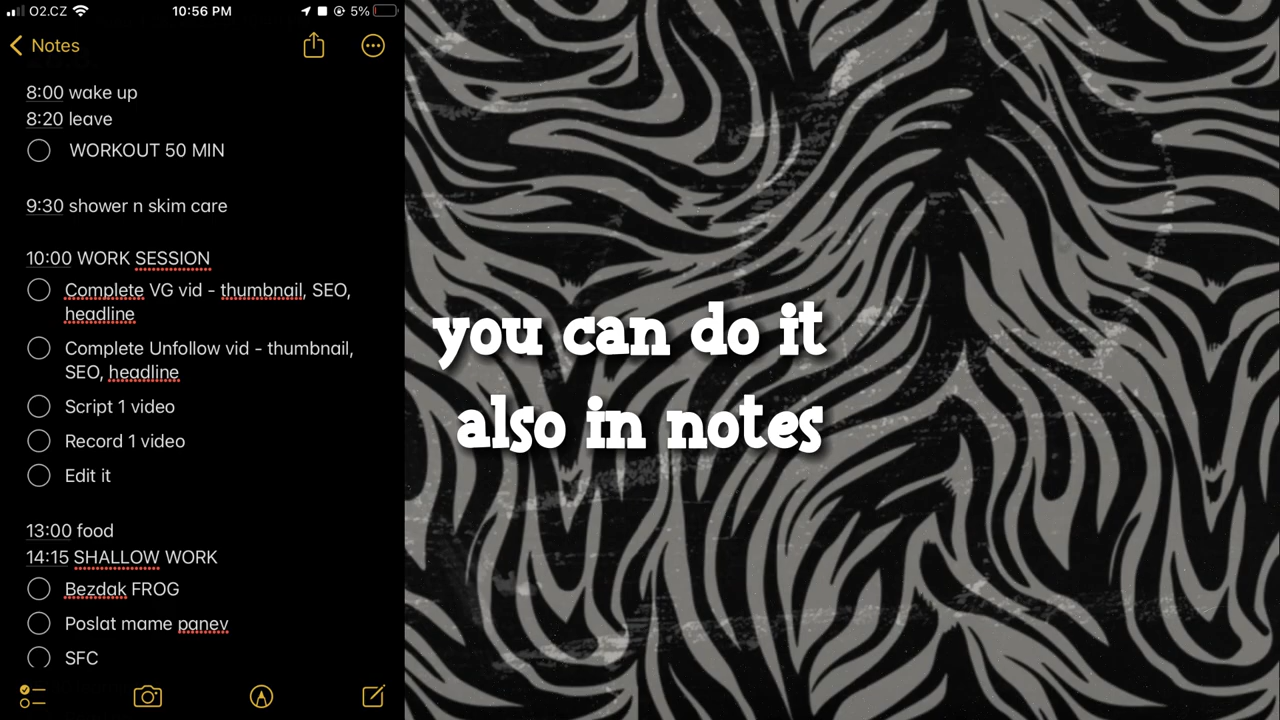 O2.CZ 10:56 PM 5%
Notes
8:00 wake up
8:20 leave
WORKOUT 50 MIN
9:30 shower n skim care
10:00 WORK SESSION
Complete VG vid - thumbnail, SEO,
headline
Complete Unfollow vid - thumbnail,
SEO, headline
Script 1 video
Record 1 video
Edit it
13:00 food
14:15 SHALLOW WORK
Bezdak FROG
Poslat mame panev
SFC
you can do it
also in notes